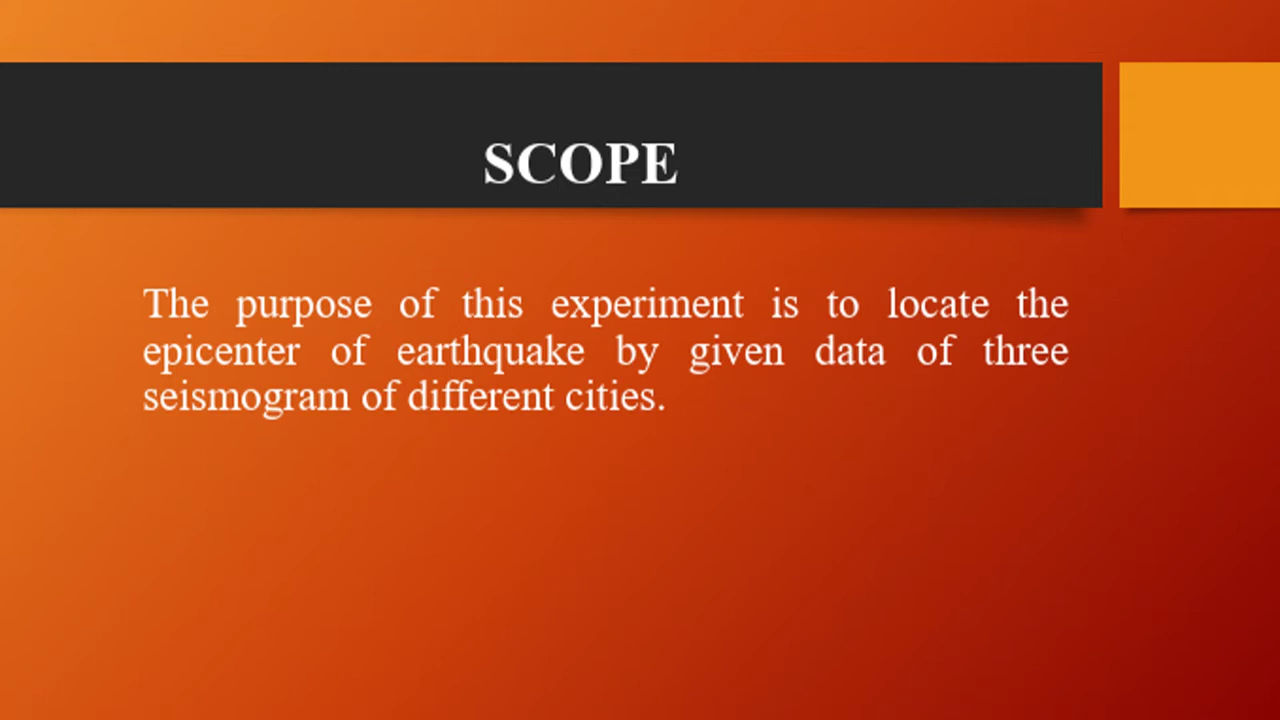 SCOPE
The purpose of this experiment is to locate the
epicenter of earthquake by given data of three
seismogram of different cities.